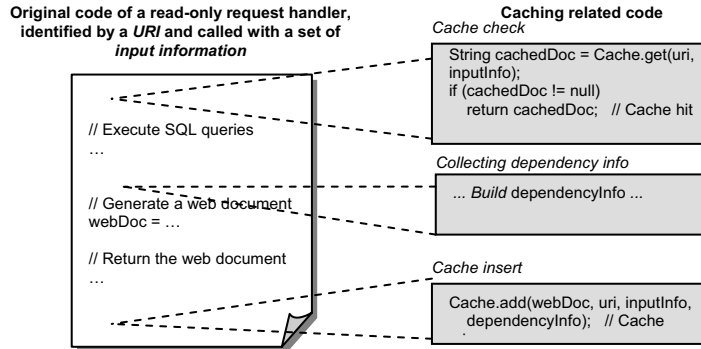 Original code of a read-only request handler,
identified by a URI and called with a set of
input information
// Execute SQL queries
…
// Generate a web document
webDoc = …
// Return the web document
…
Caching related code
Cache check
String cachedDoc = Cache.get(uri,
inputInfo);
if (cachedDoc != null)
return cachedDoc; // Cache hit
Collecting dependency info
... Build dependencyInfo ...
Cache insert
Cache.add(webDoc, uri, inputInfo,
dependencyInfo); // Cache